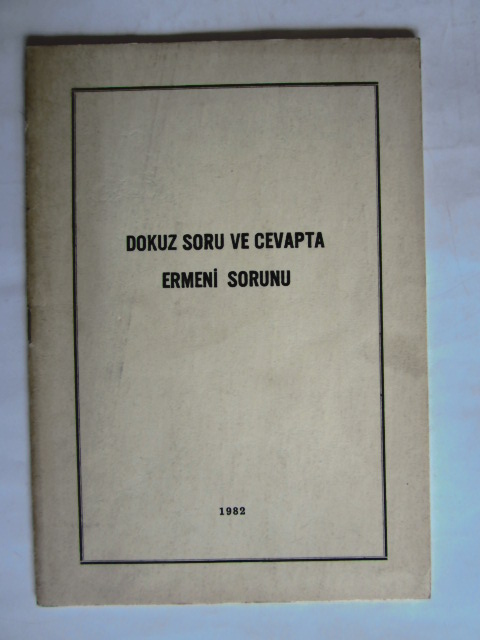 DOKUZ SORU VE CEVAPTA
ERMENİ SORUNU
1982